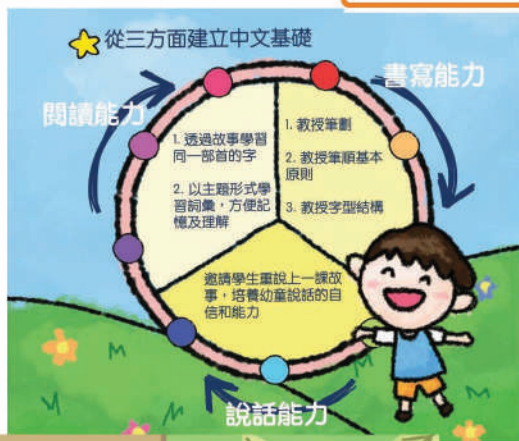 從三方面建立中文基礎
閱讀能力
書寫能力
1. 透過故事學習
同一部首的字
2. 以主題形式學
習詞彙，方便記
憶及理解
1. 教授筆劃
2. 教授筆順基本
原則
3. 教授字型結構
邀請學生重說上一課故
事，培養幼童說話的自
信和能力
說話能力